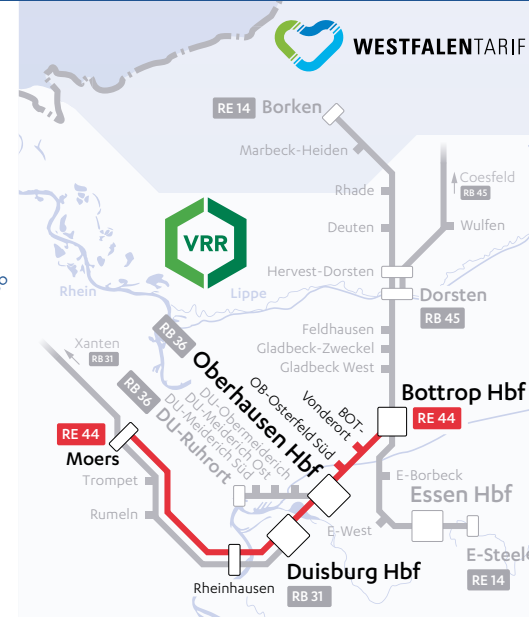 WESTFALENTARIF
RE 14 Borken
Marbeck-Heiden
Rhade
Coesfeld
RB 45
Deuten
Wulfen
VRR
Hervest-Dorsten
Rhein
Lippe
Dorsten
RB 45
Feldhausen
Gladbeck-Zweckel
Gladbeck West
Xanten
RB 31
RB 36
Oberhausen Hbf
OB-Osterfeld Süd
BOT-
Vonderort
Bottrop Hbf
RE 44
RB 36
DU-Ruhrort
DU-Meiderich Süd
DU-Meiderich Ost
DU-Obermeiderich
RE 44
Moers
Trompet
Rumeln
E-Borbeck
Essen Hbf
E-West
E-Steele
RE 14
Rheinhausen
Duisburg Hbf
RB 31